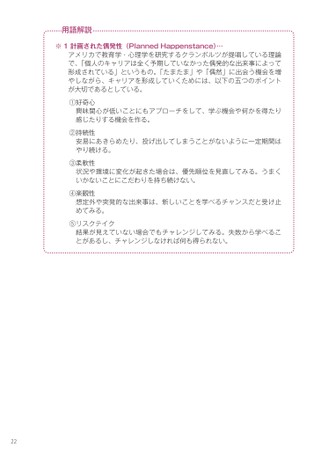 用語解説
※ 1 計画された偶発性（Planned Happenstance）…
アメリカで教育学・心理学を研究するクランボルツが提唱している理論
で、「個人のキャリアは全く予期していなかった偶発的な出来事によって
形成されている」というもの。「たまたま」や「偶然」に出会う機会を増
やしながら、キャリアを形成していくためには、以下の五つのポイント
が大切であるとしている。
①好奇心
興味関心が低いことにもアプローチをして、学ぶ機会や何かを得たり
感じたりする機会を作る。
②持続性
安易にあきらめたり、投げ出してしまうことがないように一定期間は
やり続ける。
③柔軟性
状況や環境に変化が起きた場合は、優先順位を見直してみる。うまく
いかないことにこだわりを持ち続けない。
④楽観性
想定外や突発的な出来事は、新しいことを学べるチャンスだと受け止
めてみる。
⑤リスクテイク
結果が見えていない場合でもチャレンジしてみる。失敗から学べるこ
とがあるし、チャレンジしなければ何も得られない。
22